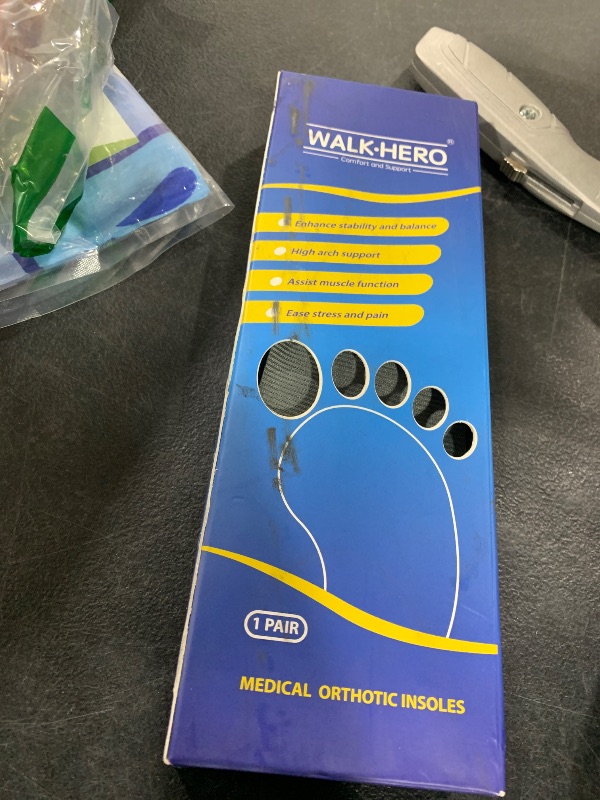 WALK·HERO®
Comfort and Support
Enhance stability and balance
High arch support
Assist muscle function
Ease stress and pain
1 PAIR
MEDICAL ORTHOTIC INSOLES